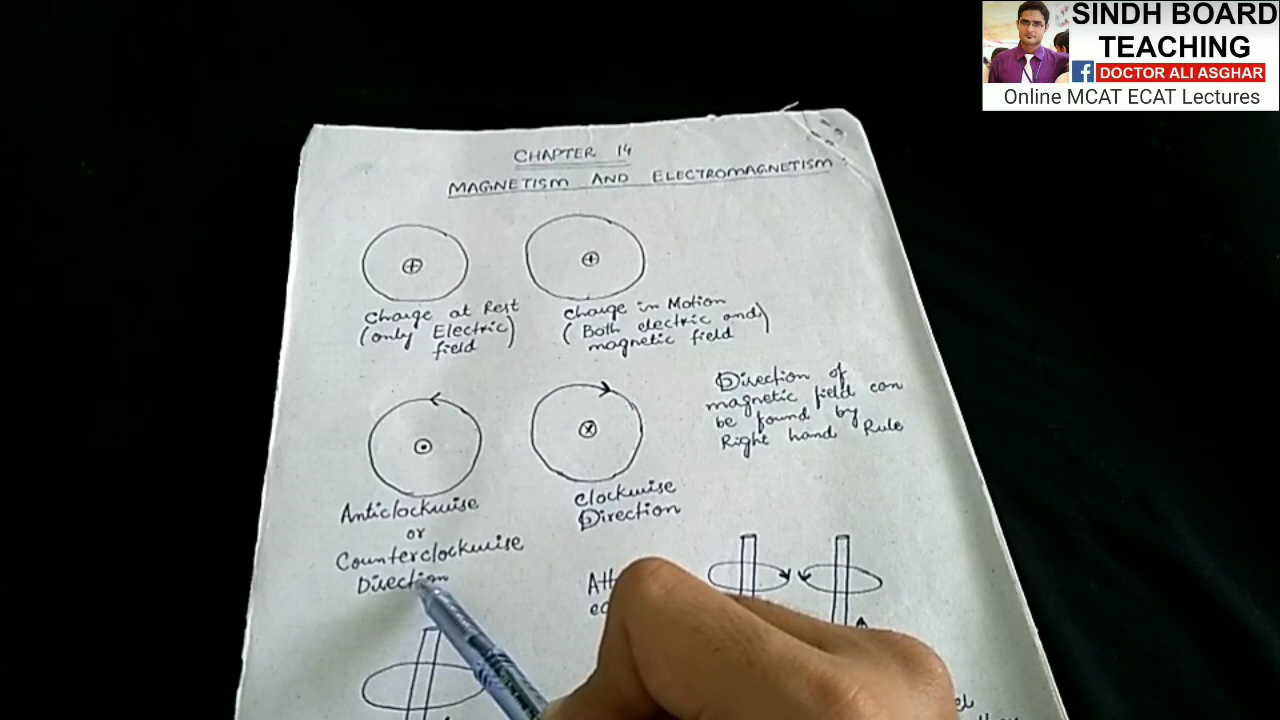 SINDH BOARD
TEACHING
DOCTOR ALI ASGHAR
Online MCAT ECAT Lectures
CHAPTER 14
MAGNETISM AND ELECTROMAGNETISM
Charge at Rest
(only Electric)
field
Charge in Motion
(Both electric and)
magnetic field
Direction of
magnetic field can
be found by
Right hand Rule
Anticlockwise
or
Counterclockwise
Direction
Clockwise
Direction